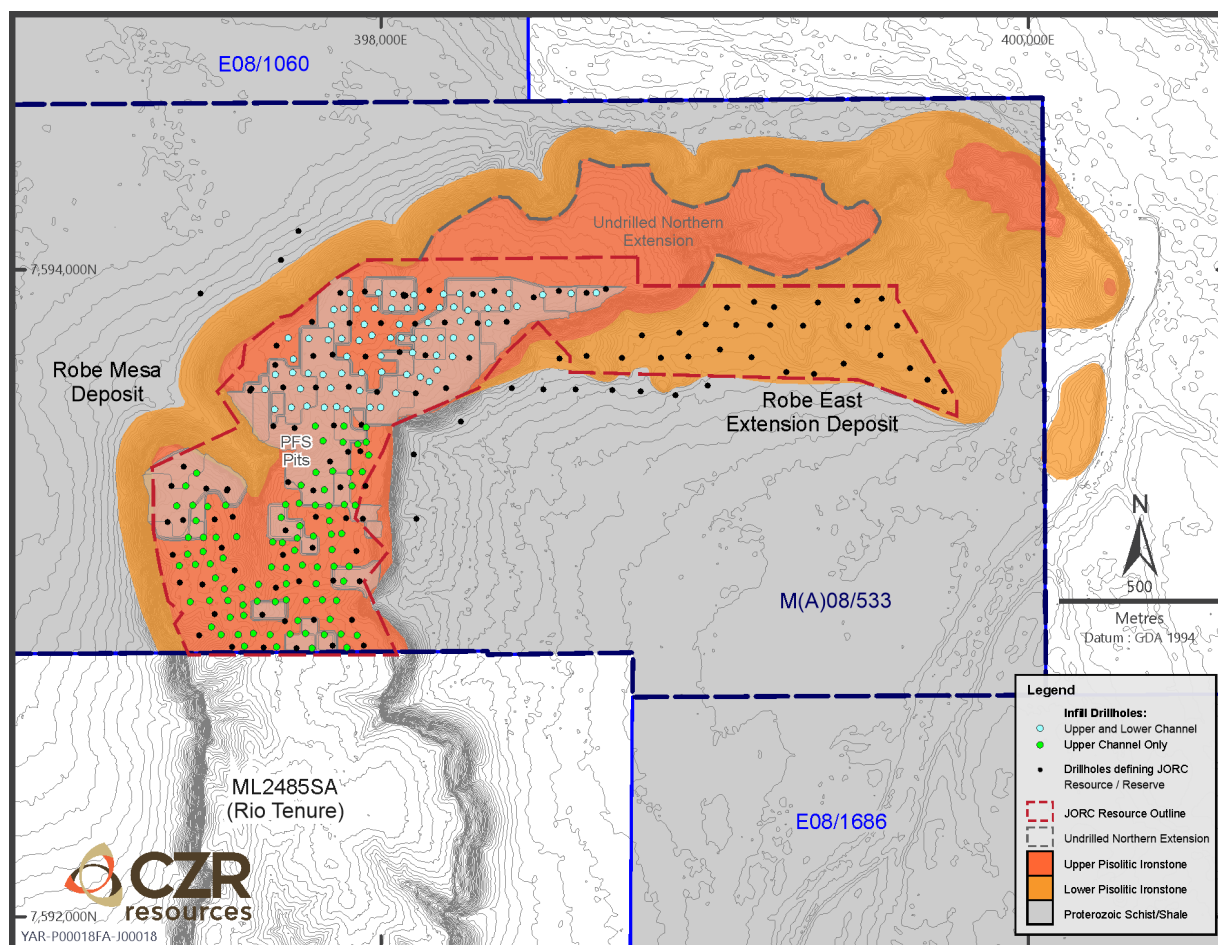 398,000E
400,000E
E08/1060
Undrilled Northern
Extension
7,594,000N
Robe Mesa
Deposit
Robe East
Extension Deposit
PFS
Pits
N
500
Metres
Datum : GDA 1994
M(A)08/533
ML2485SA
(Rio Tenure)
E08/1686
Legend
Infill Drillholes:
Upper and Lower Channel
Upper Channel Only
Drillholes defining JORC
Resource / Reserve
JORC Resource Outline
Undrilled Northern Extension
Upper Pisolitic Ironstone
Lower Pisolitic Ironstone
Proterozoic Schist/Shale
CZR
resources
7,592,000N
YAR-P00018FA-J00018